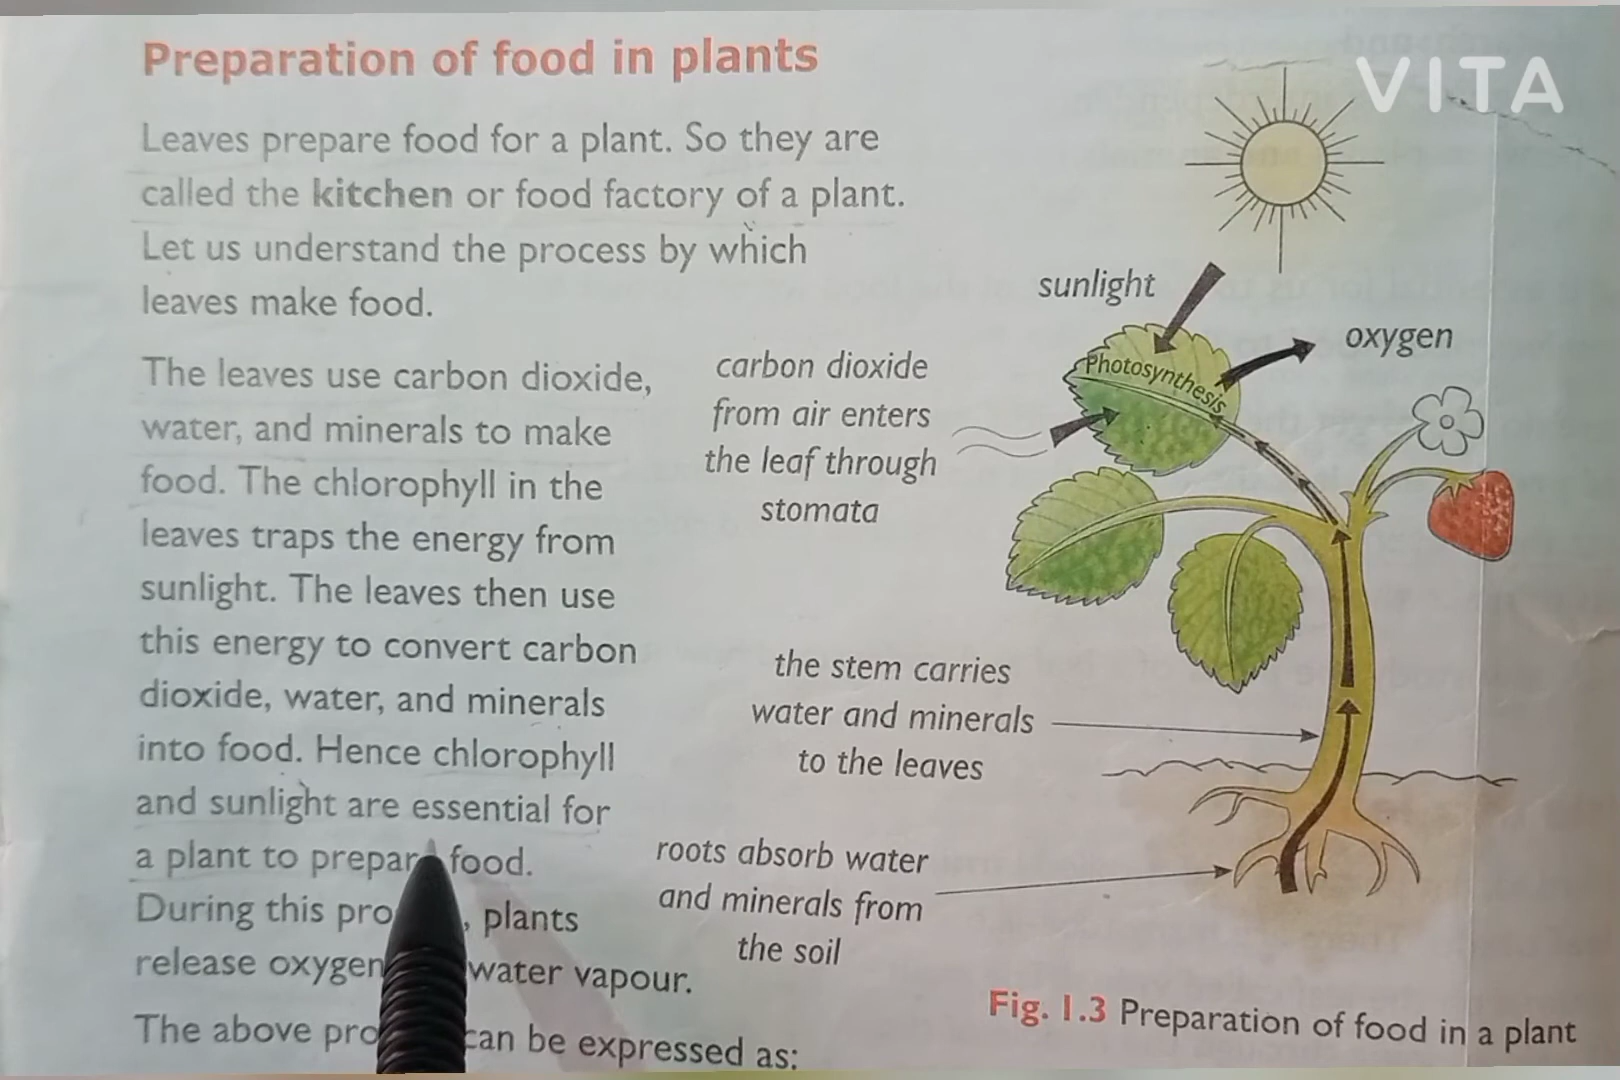 Preparation of food in plants
VITA
Leaves prepare food for a plant. So they are
called the kitchen or food factory of a plant.
Let us understand the process by which
leaves make food.
The leaves use carbon dioxide,
water, and minerals to make
food. The chlorophyll in the
leaves traps the energy from
sunlight. The leaves then use
this energy to convert carbon
dioxide, water, and minerals
into food. Hence chlorophyll
and sunlight are essential for
a plant to prepare food.
During this pro , plants
release oxygen water vapour.
The above pro can be expressed as:
sunlight
oxygen
Photosynthesis
carbon dioxide
from air enters
the leaf through
stomata
the stem carries
water and minerals
to the leaves
roots absorb water
and minerals from
the soil
Fig. 1.3 Preparation of food in a plant